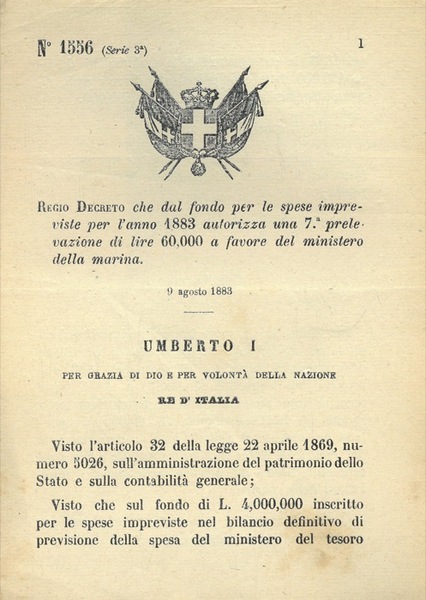 N° 1556 (Serie 3ª)
1
REGIO DECRETO che dal fondo per le spese impre-
viste per l'anno 1883 autorizza una 7.ª prele-
vazione di lire 60,000 a favore del ministero
della marina.
9 agosto 1883
UMBERTO I
PER GRAZIA DI DIO E PER VOLONTÀ DELLA NAZIONE
RE D'ITALIA
Visto l'articolo 32 della legge 22 aprile 1869, nu-
mero 5026, sull'amministrazione del patrimonio dello
Stato e sulla contabilità generale;
Visto che sul fondo di L. 4,000,000 inscritto
per le spese impreviste nel bilancio definitivo di
previsione della spesa del ministero del tesoro